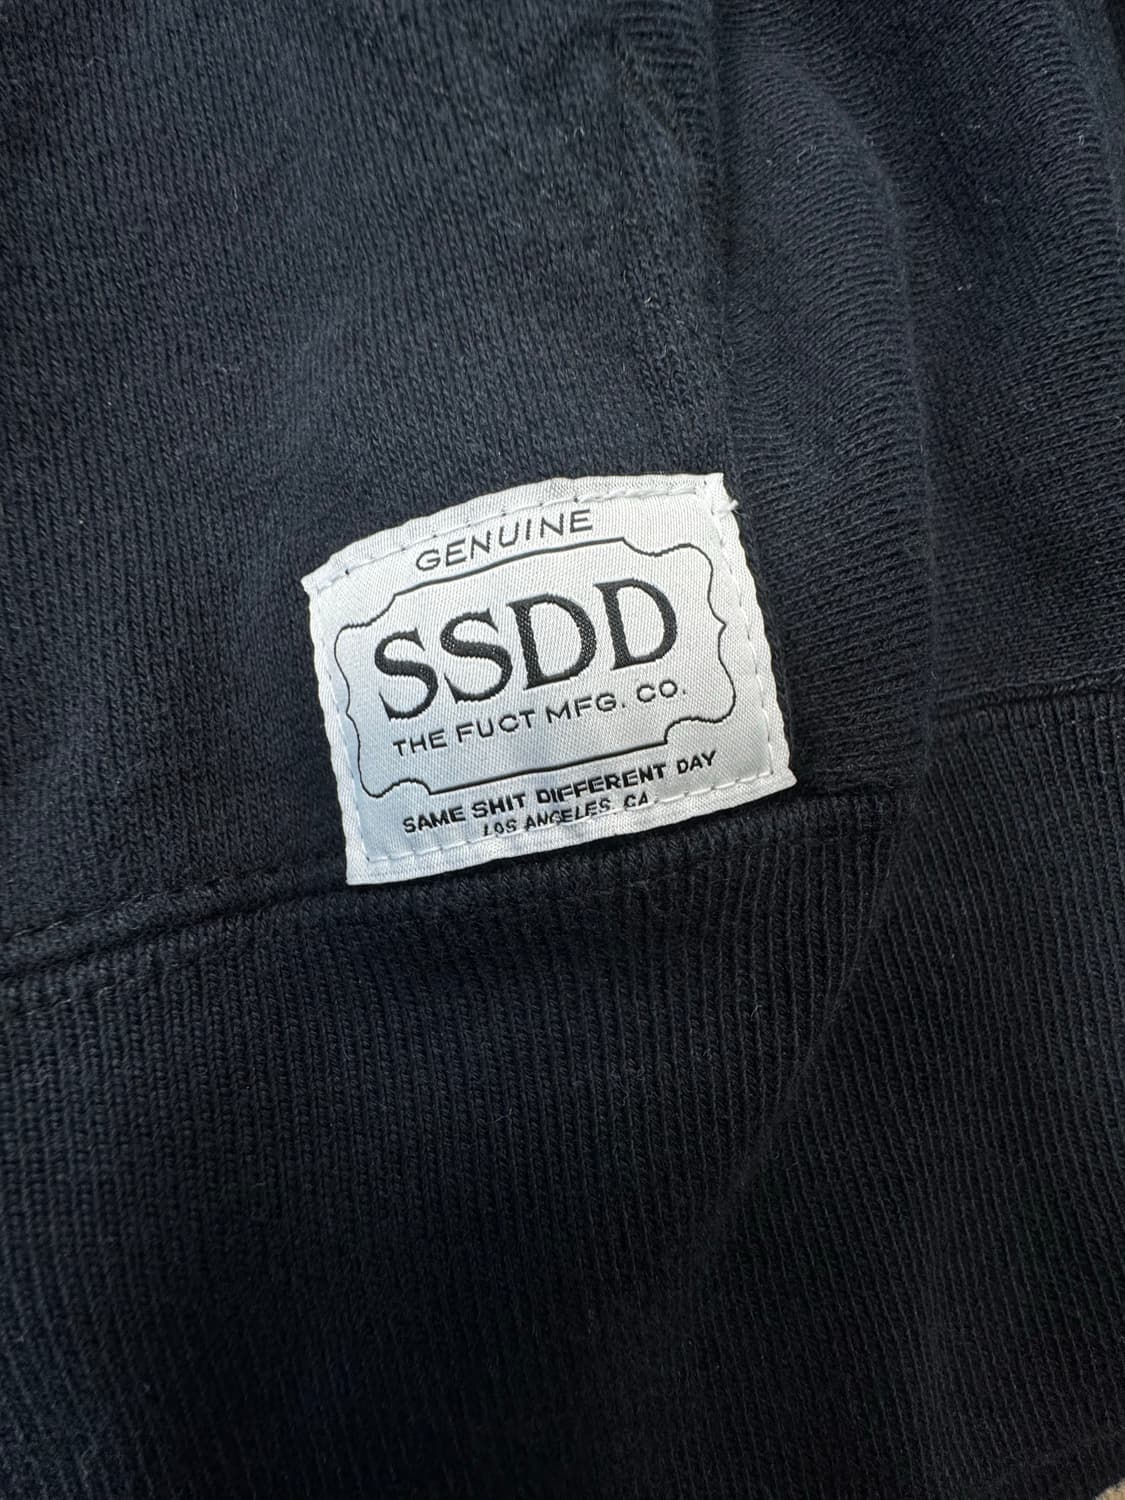 GENUINE
SSDD
THE FUCT MFG. CO.
SAME SHIT DIFFERENT DAY
LOS ANGELES. CA.